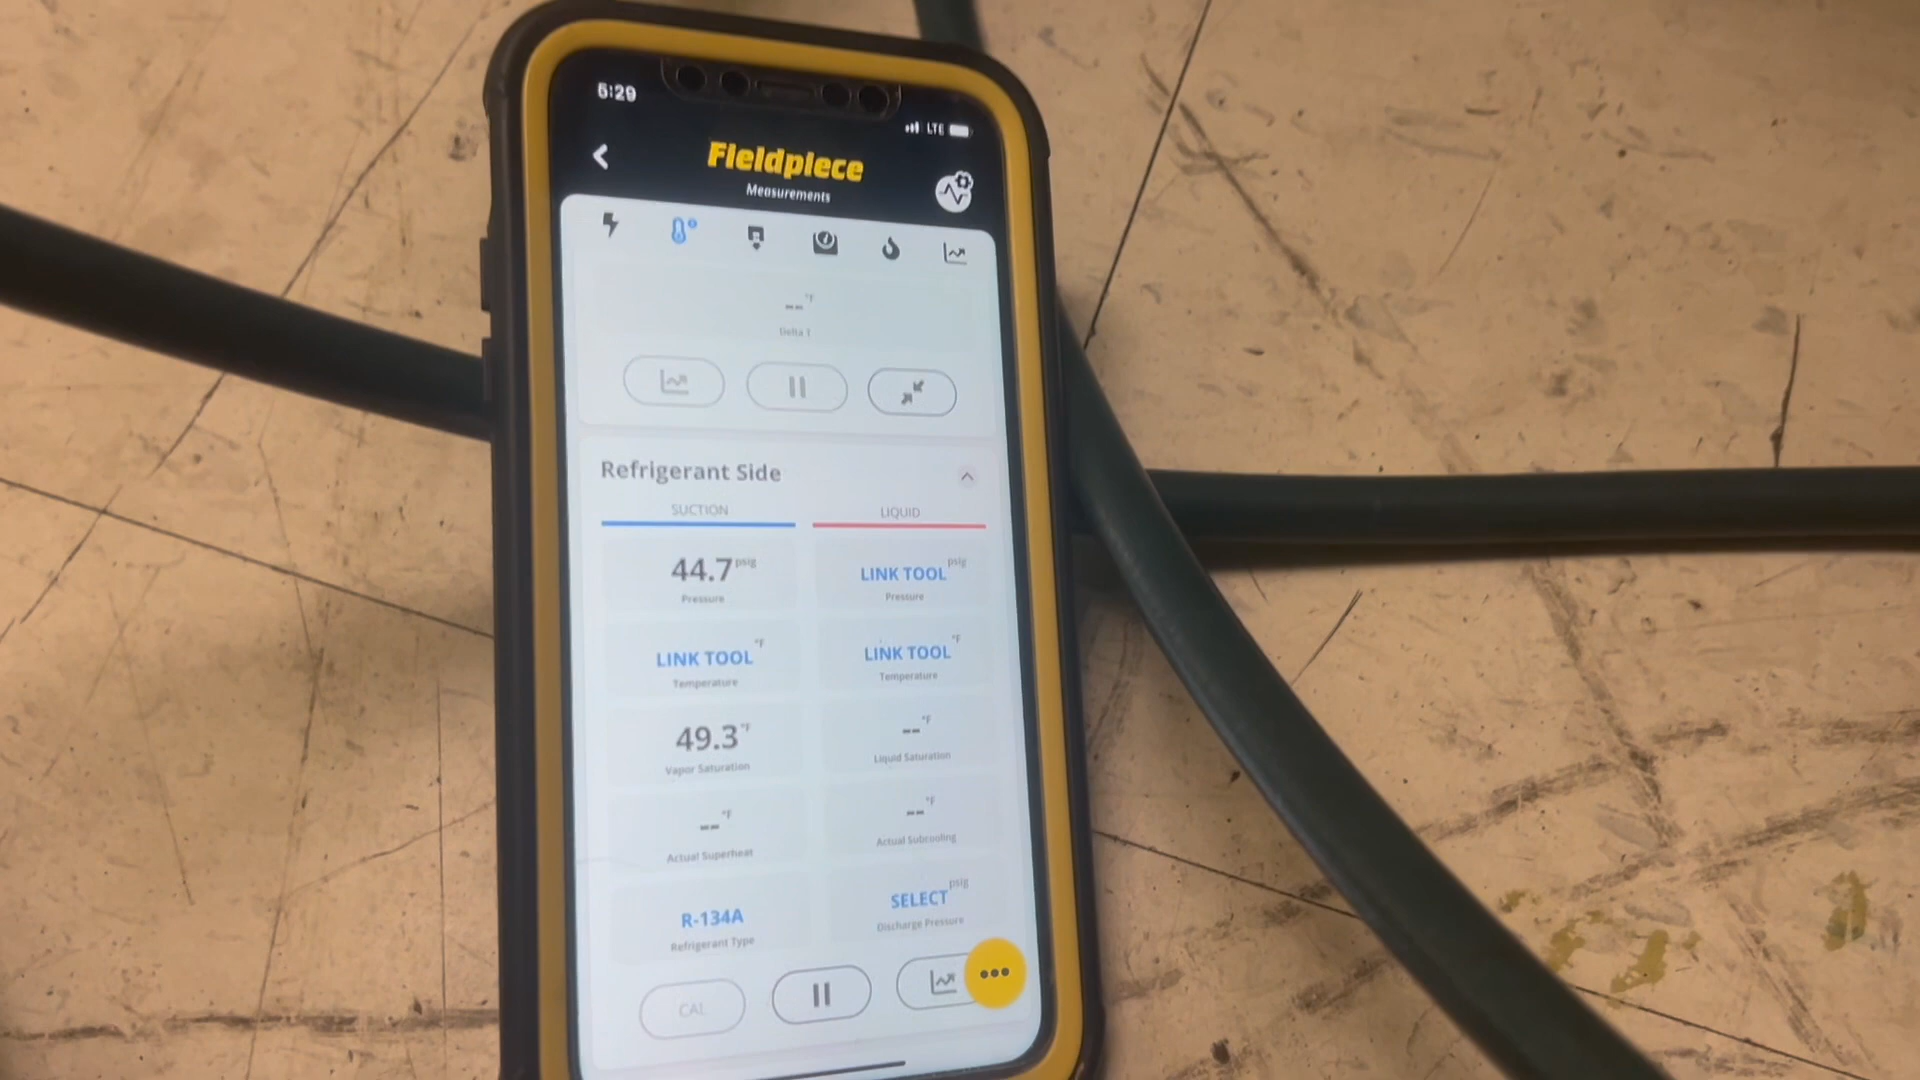 5:29
LTE
Fieldpiece
Measurements
-- °F
Delta T
Refrigerant Side
SUCTION
LIQUID
44.7 psig
Pressure
LINK TOOL psig
Pressure
LINK TOOL °F
Temperature
LINK TOOL °F
Temperature
49.3 °F
Vapor Saturation
-- °F
Liquid Saturation
-- °F
Actual Superheat
-- °F
Actual Subcooling
R-134A
Refrigerant Type
SELECT psig
Discharge Pressure
CAL